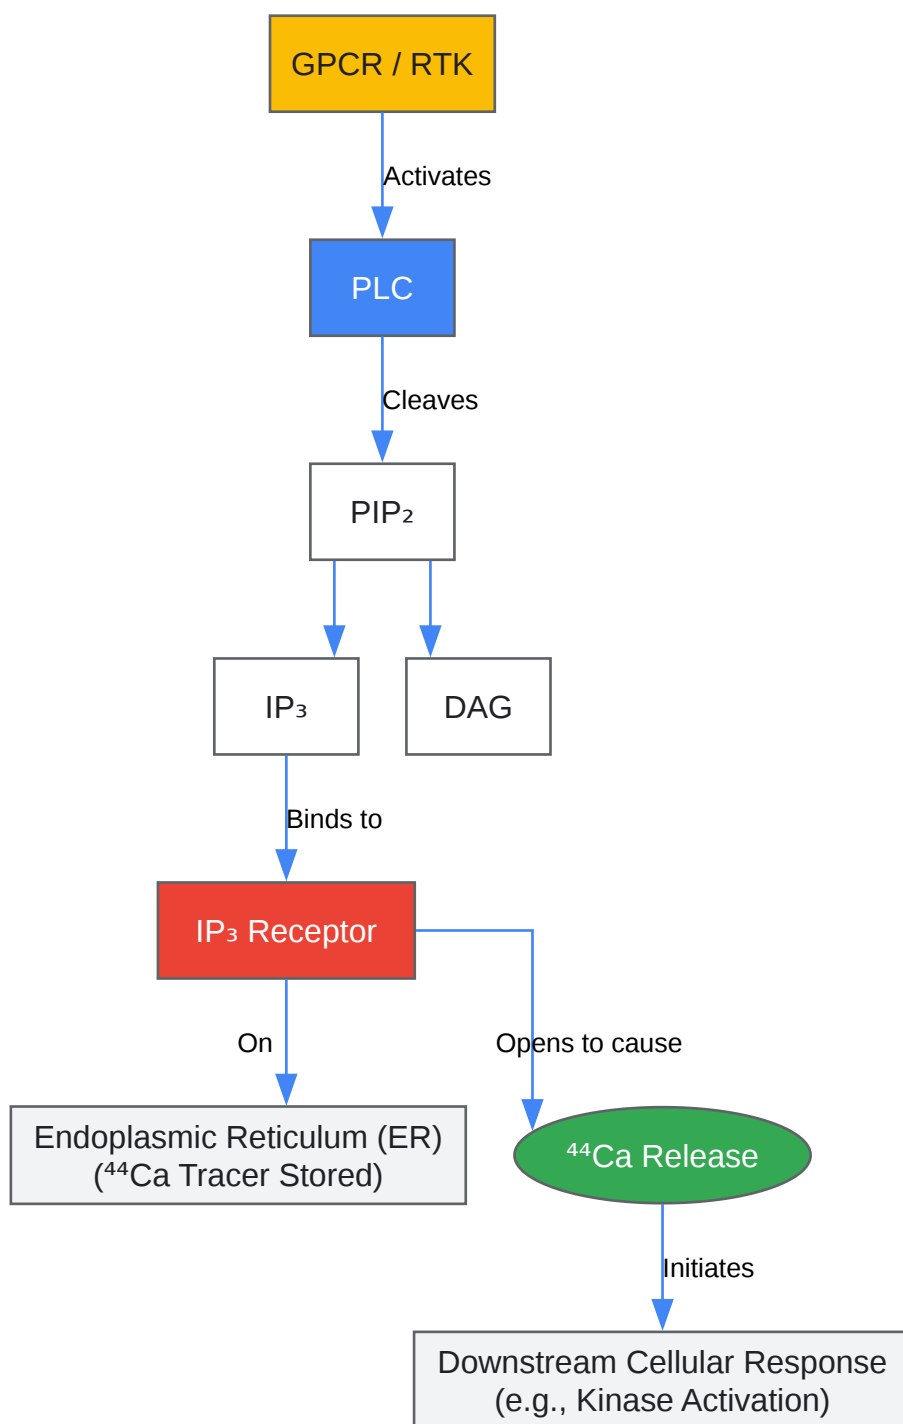 GPCR / RTK
Activates
PLC
Cleaves
PIP₂
IP₃
DAG
Binds to
IP₃ Receptor
On
Opens to cause
Endoplasmic Reticulum (ER)
(⁴⁴Ca Tracer Stored)
⁴⁴Ca Release
Initiates
Downstream Cellular Response
(e.g., Kinase Activation)